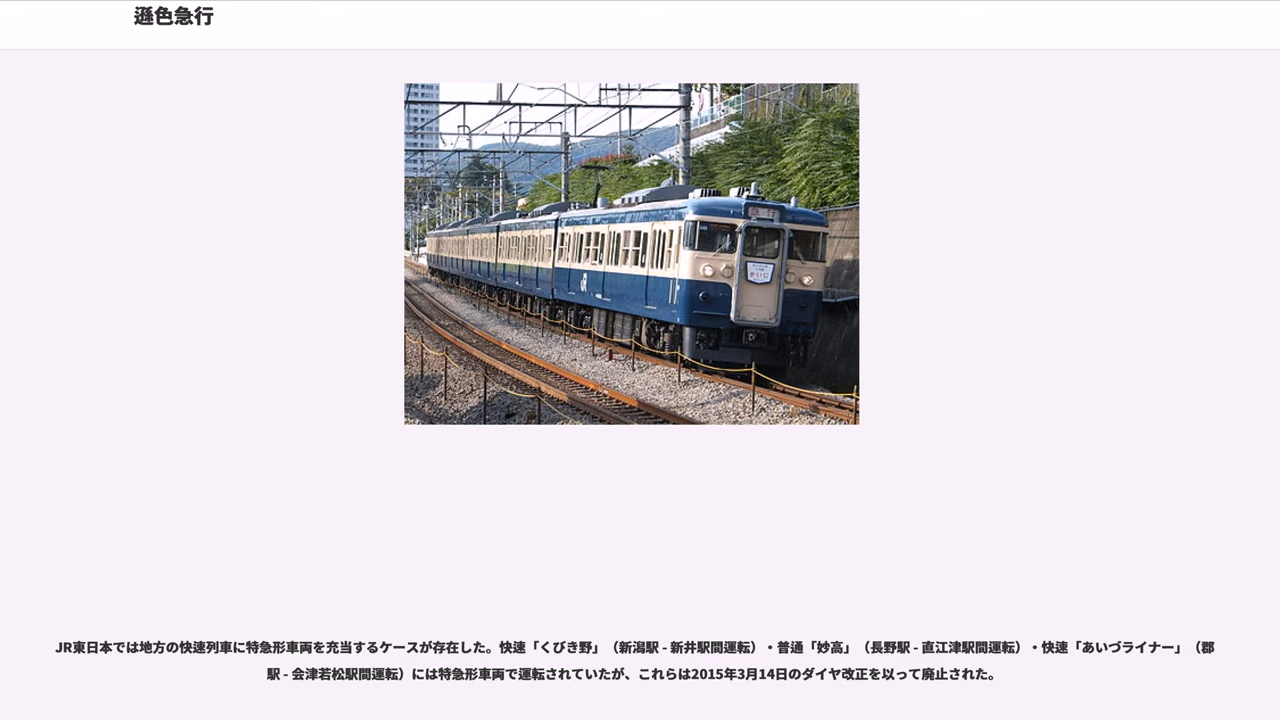 遜色急行
JR
かいじ
JR東日本では地方の快速列車に特急形車両を充当するケースが存在した。快速「くびき野」（新潟駅 - 新井駅間運転）・普通「妙高」（長野駅 - 直江津駅間運転）・快速「あいづライナー」（郡
駅 - 会津若松駅間運転）には特急形車両で運転されていたが、これらは2015年3月14日のダイヤ改正を以って廃止された。